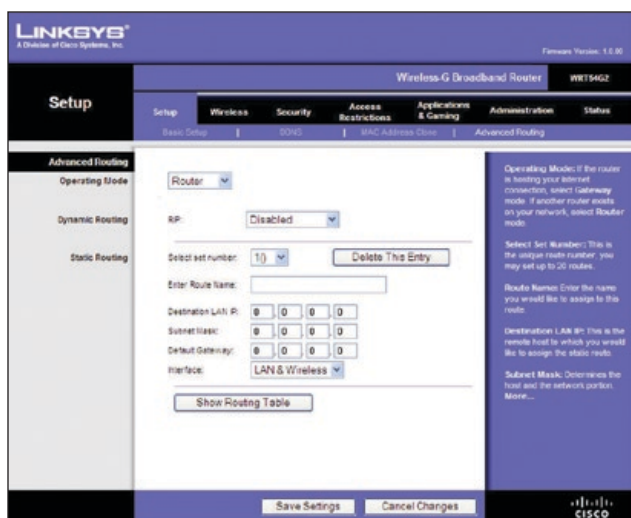 LINKSYS®
A Division of Cisco Systems, Inc.
Firmware Version: 1.0.00
Wireless-G Broadband Router
WRT54G2
Setup
Setup
Wireless
Security
Access Restrictions
Applications & Gaming
Administration
Status
Basic Setup | DDNS | MAC Address Clone | Advanced Routing
Advanced Routing
Operating Mode
Router
Dynamic Routing
RIP: Disabled
Static Routing
Select set number: 1() Delete This Entry
Enter Route Name:
Destination LAN IP: 0 . 0 . 0 . 0
Subnet Mask: 0 . 0 . 0 . 0
Default Gateway: 0 . 0 . 0 . 0
Interface: LAN & Wireless
Show Routing Table
Operating Mode: If the router
is hosting your Internet
connection, select Gateway
mode. If another router exists
on your network, select Router
mode.
Select Set Number: This is
the unique route number, you
may set up to 20 routes.
Route Name: Enter the name
you would like to assign to this
route.
Destination LAN IP: This is the
remote host to which you would
like to assign the static route.
Subnet Mask: Determines the
host and the network portion.
More...
Save Settings
Cancel Changes
CISCO